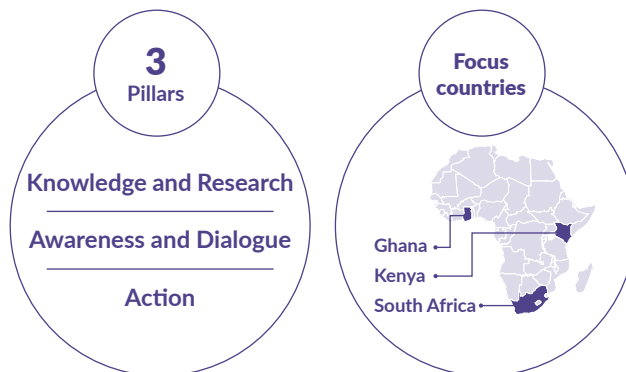 3
Pillars
Knowledge and Research
Awareness and Dialogue
Action
Focus
countries
Ghana
Kenya
South Africa